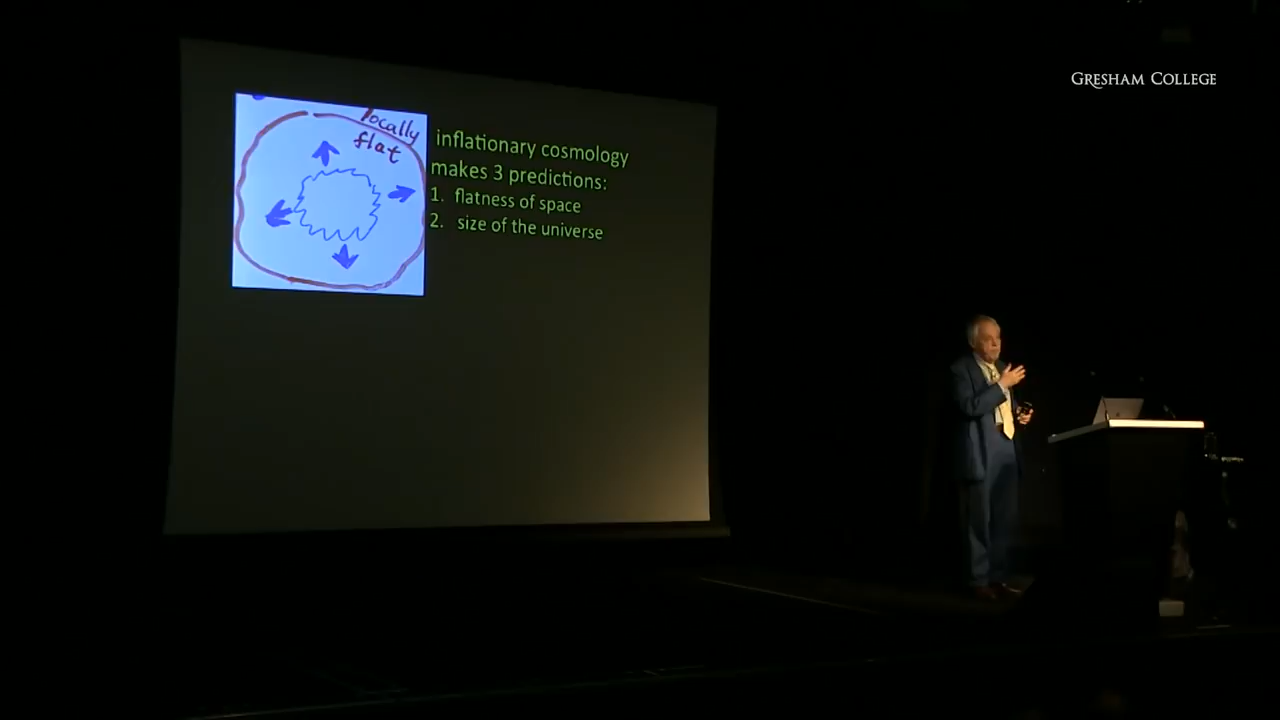 GRESHAM COLLEGE
locally
flat
inflationary cosmology
makes 3 predictions:
1. flatness of space
2. size of the universe